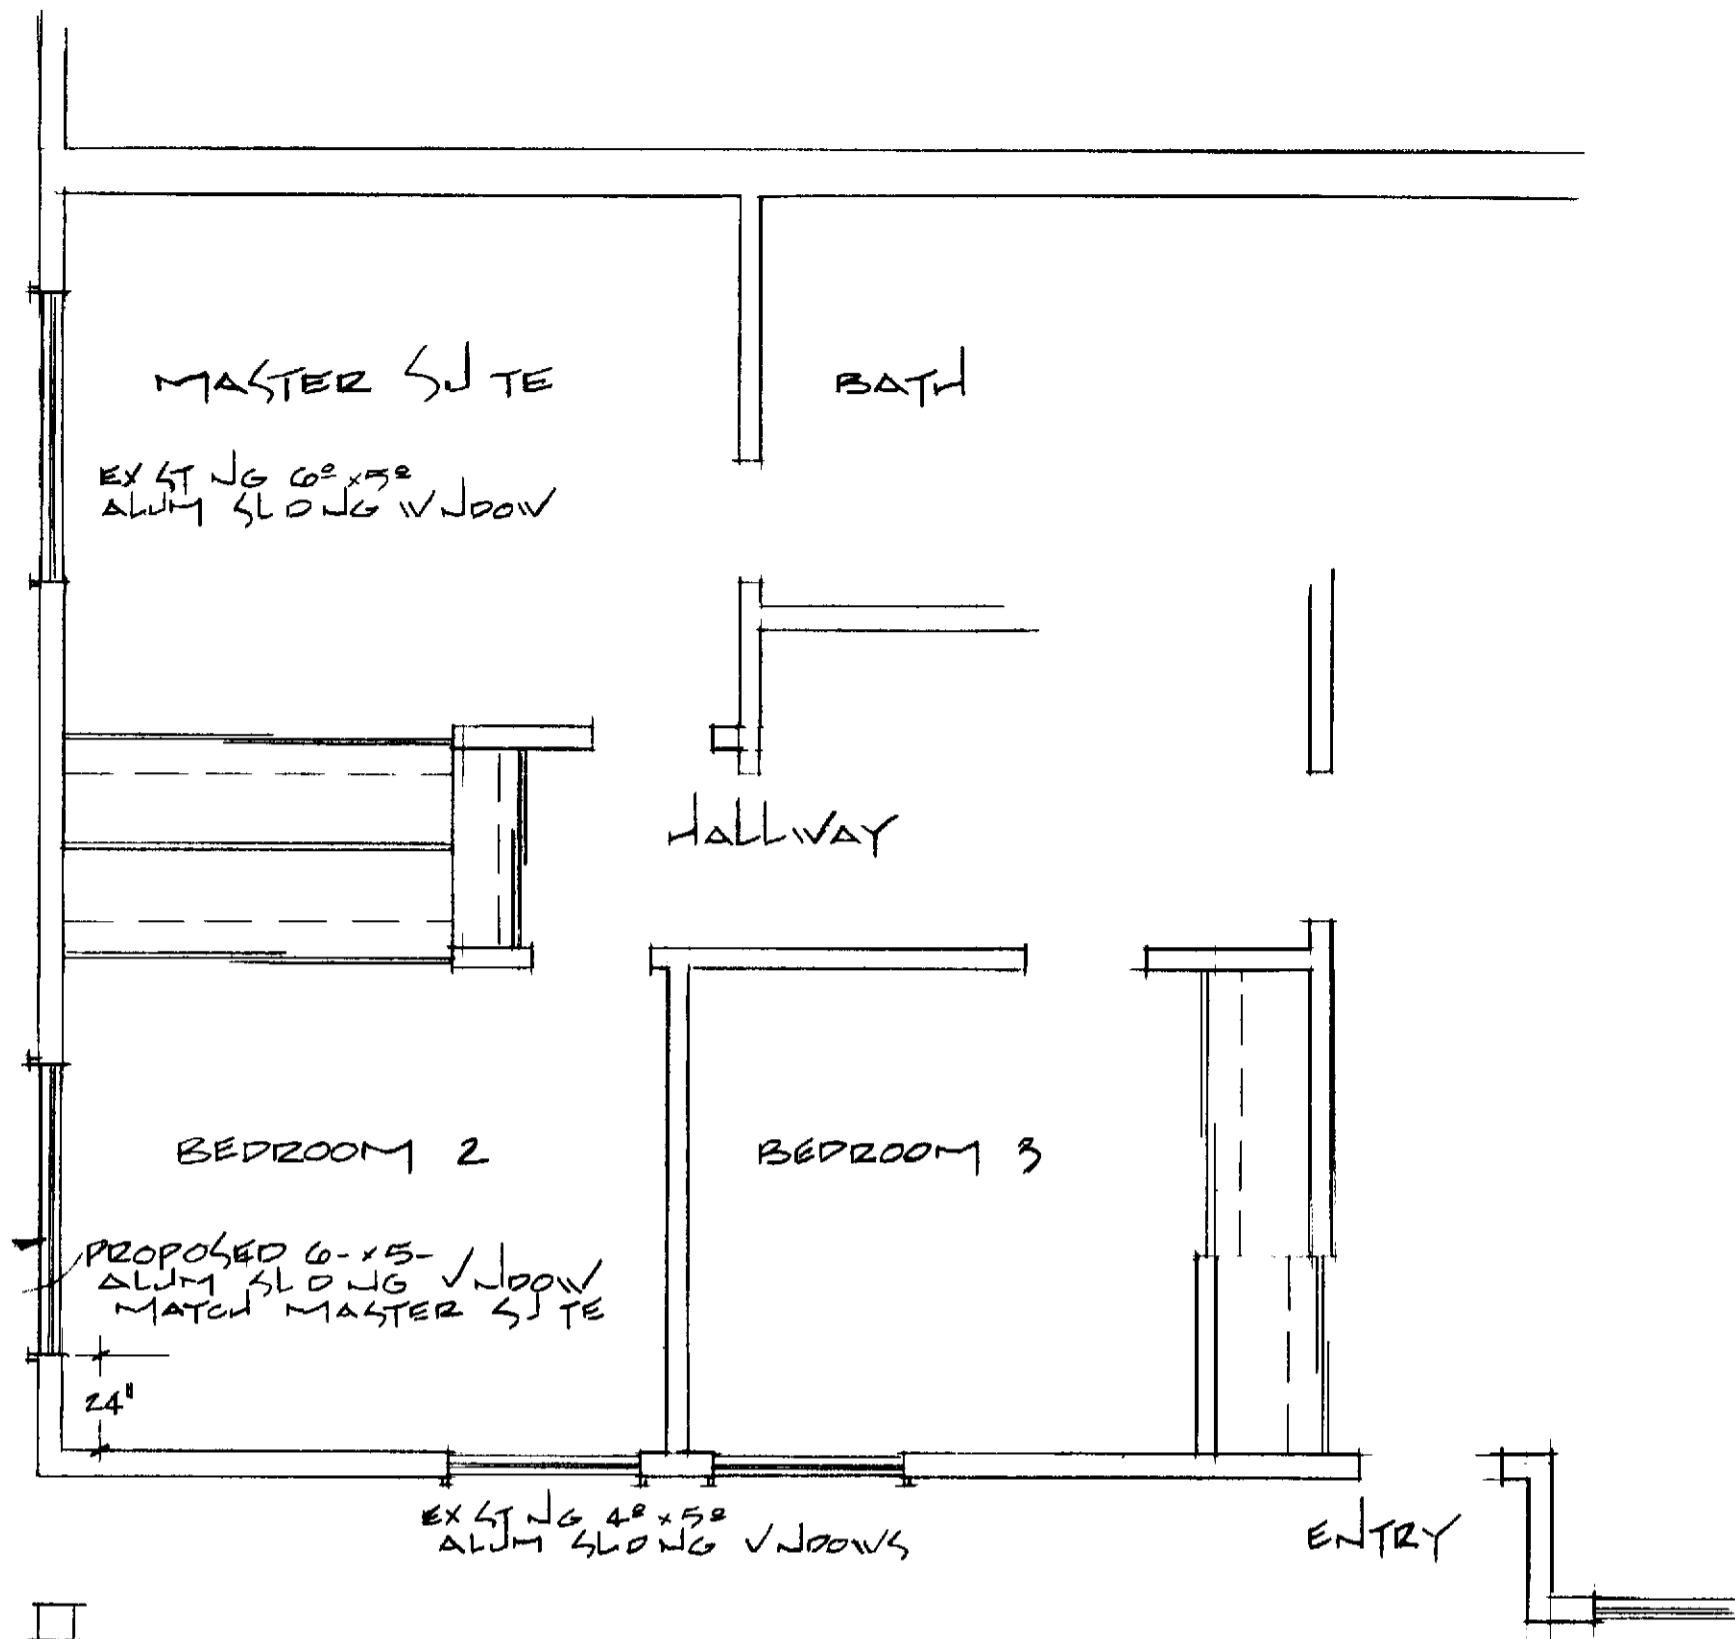 MASTER SUITE
BATH
EXISTING 6⁰ x 5⁰
ALUM SLIDING WINDOW
HALLWAY
BEDROOM 2
BEDROOM 3
PROPOSED 6- x 5-
ALUM SLIDING WINDOW
MATCH MASTER SUITE
24"
EXISTING 4⁰ x 5⁰
ALUM SLIDING WINDOWS
ENTRY